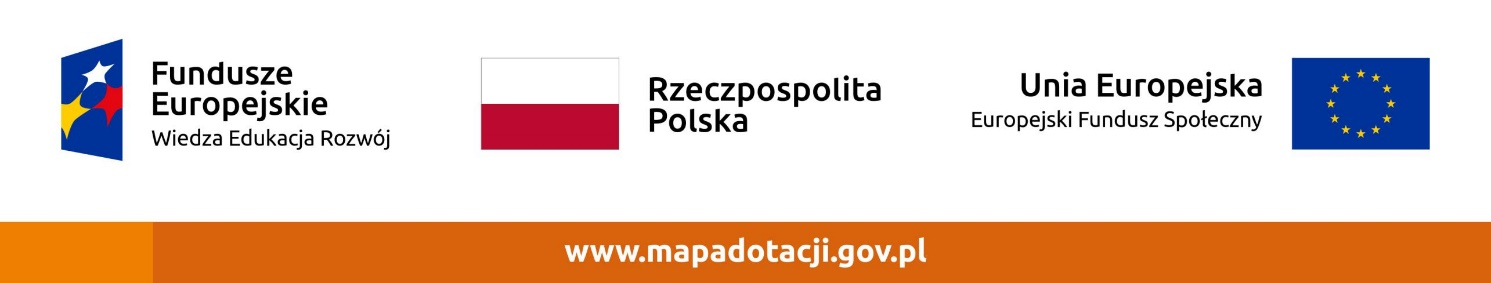 Fundusze
Europejskie
Wiedza Edukacja Rozwój
Rzeczpospolita
Polska
Unia Europejska
Europejski Fundusz Społeczny
www.mapadotacji.gov.pl